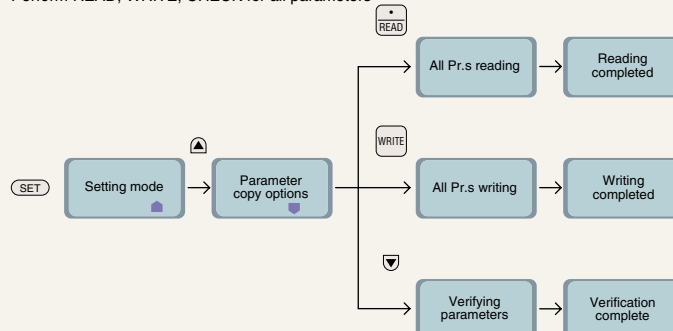 Perform READ, WRITE, CHECK for all parameters
READ
All Pr.s reading
Reading
completed
WRITE
SET
Setting mode
Parameter
copy options
All Pr.s writing
Writing
completed
Verifying
parameters
Verification
complete